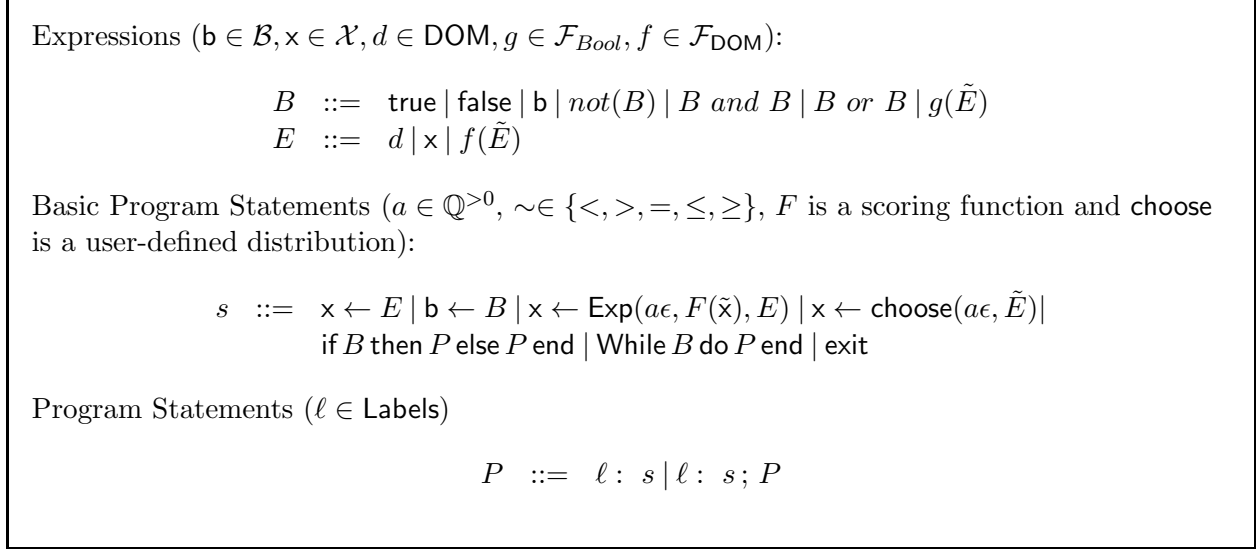 Expressions (b ∈ 𝓑, x ∈ 𝓧, d ∈ DOM, g ∈ 𝓕_Bool, f ∈ 𝓕_DOM):
B ::= true | false | b | not(B) | B and B | B or B | g(Ẽ)
E ::= d | x | f(Ẽ)
Basic Program Statements (a ∈ ℚ^{>0}, ∼∈ {<, >, =, ≤, ≥}, F is a scoring function and choose
is a user-defined distribution):
s ::= x ← E | b ← B | x ← Exp(aϵ, F(x̃), E) | x ← choose(aϵ, Ẽ)|
if B then P else P end | While B do P end | exit
Program Statements (ℓ ∈ Labels)
P ::= ℓ : s | ℓ : s ; P